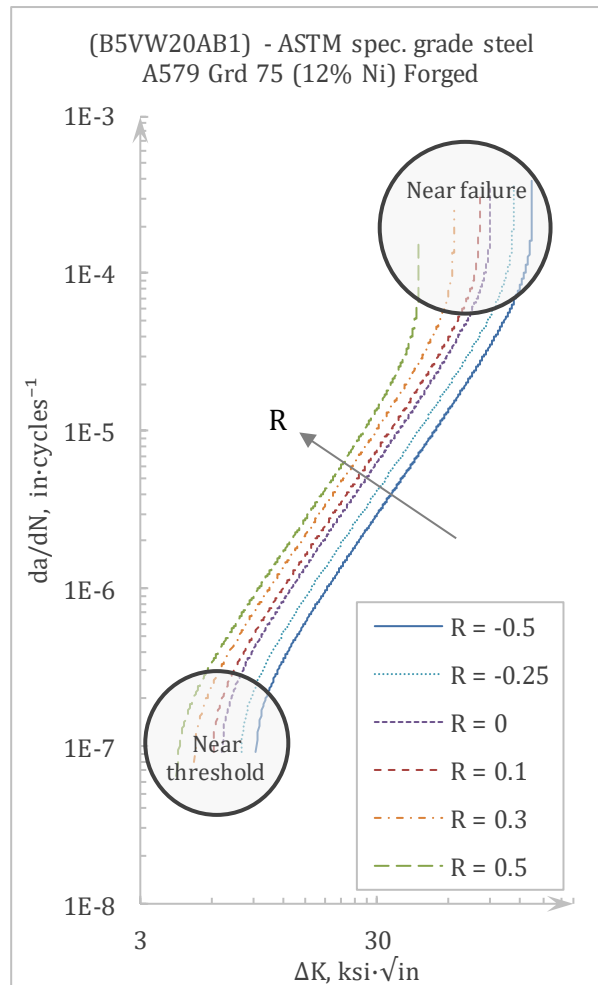 (B5VW20AB1) - ASTM spec. grade steel
A579 Grd 75 (12% Ni) Forged
1E-3
1E-4
1E-5
1E-6
1E-7
1E-8
da/dN, in·cycles⁻¹
Near failure
R
Near
threshold
R = -0.5
R = -0.25
R = 0
R = 0.1
R = 0.3
R = 0.5
3
30
ΔK, ksi·√in